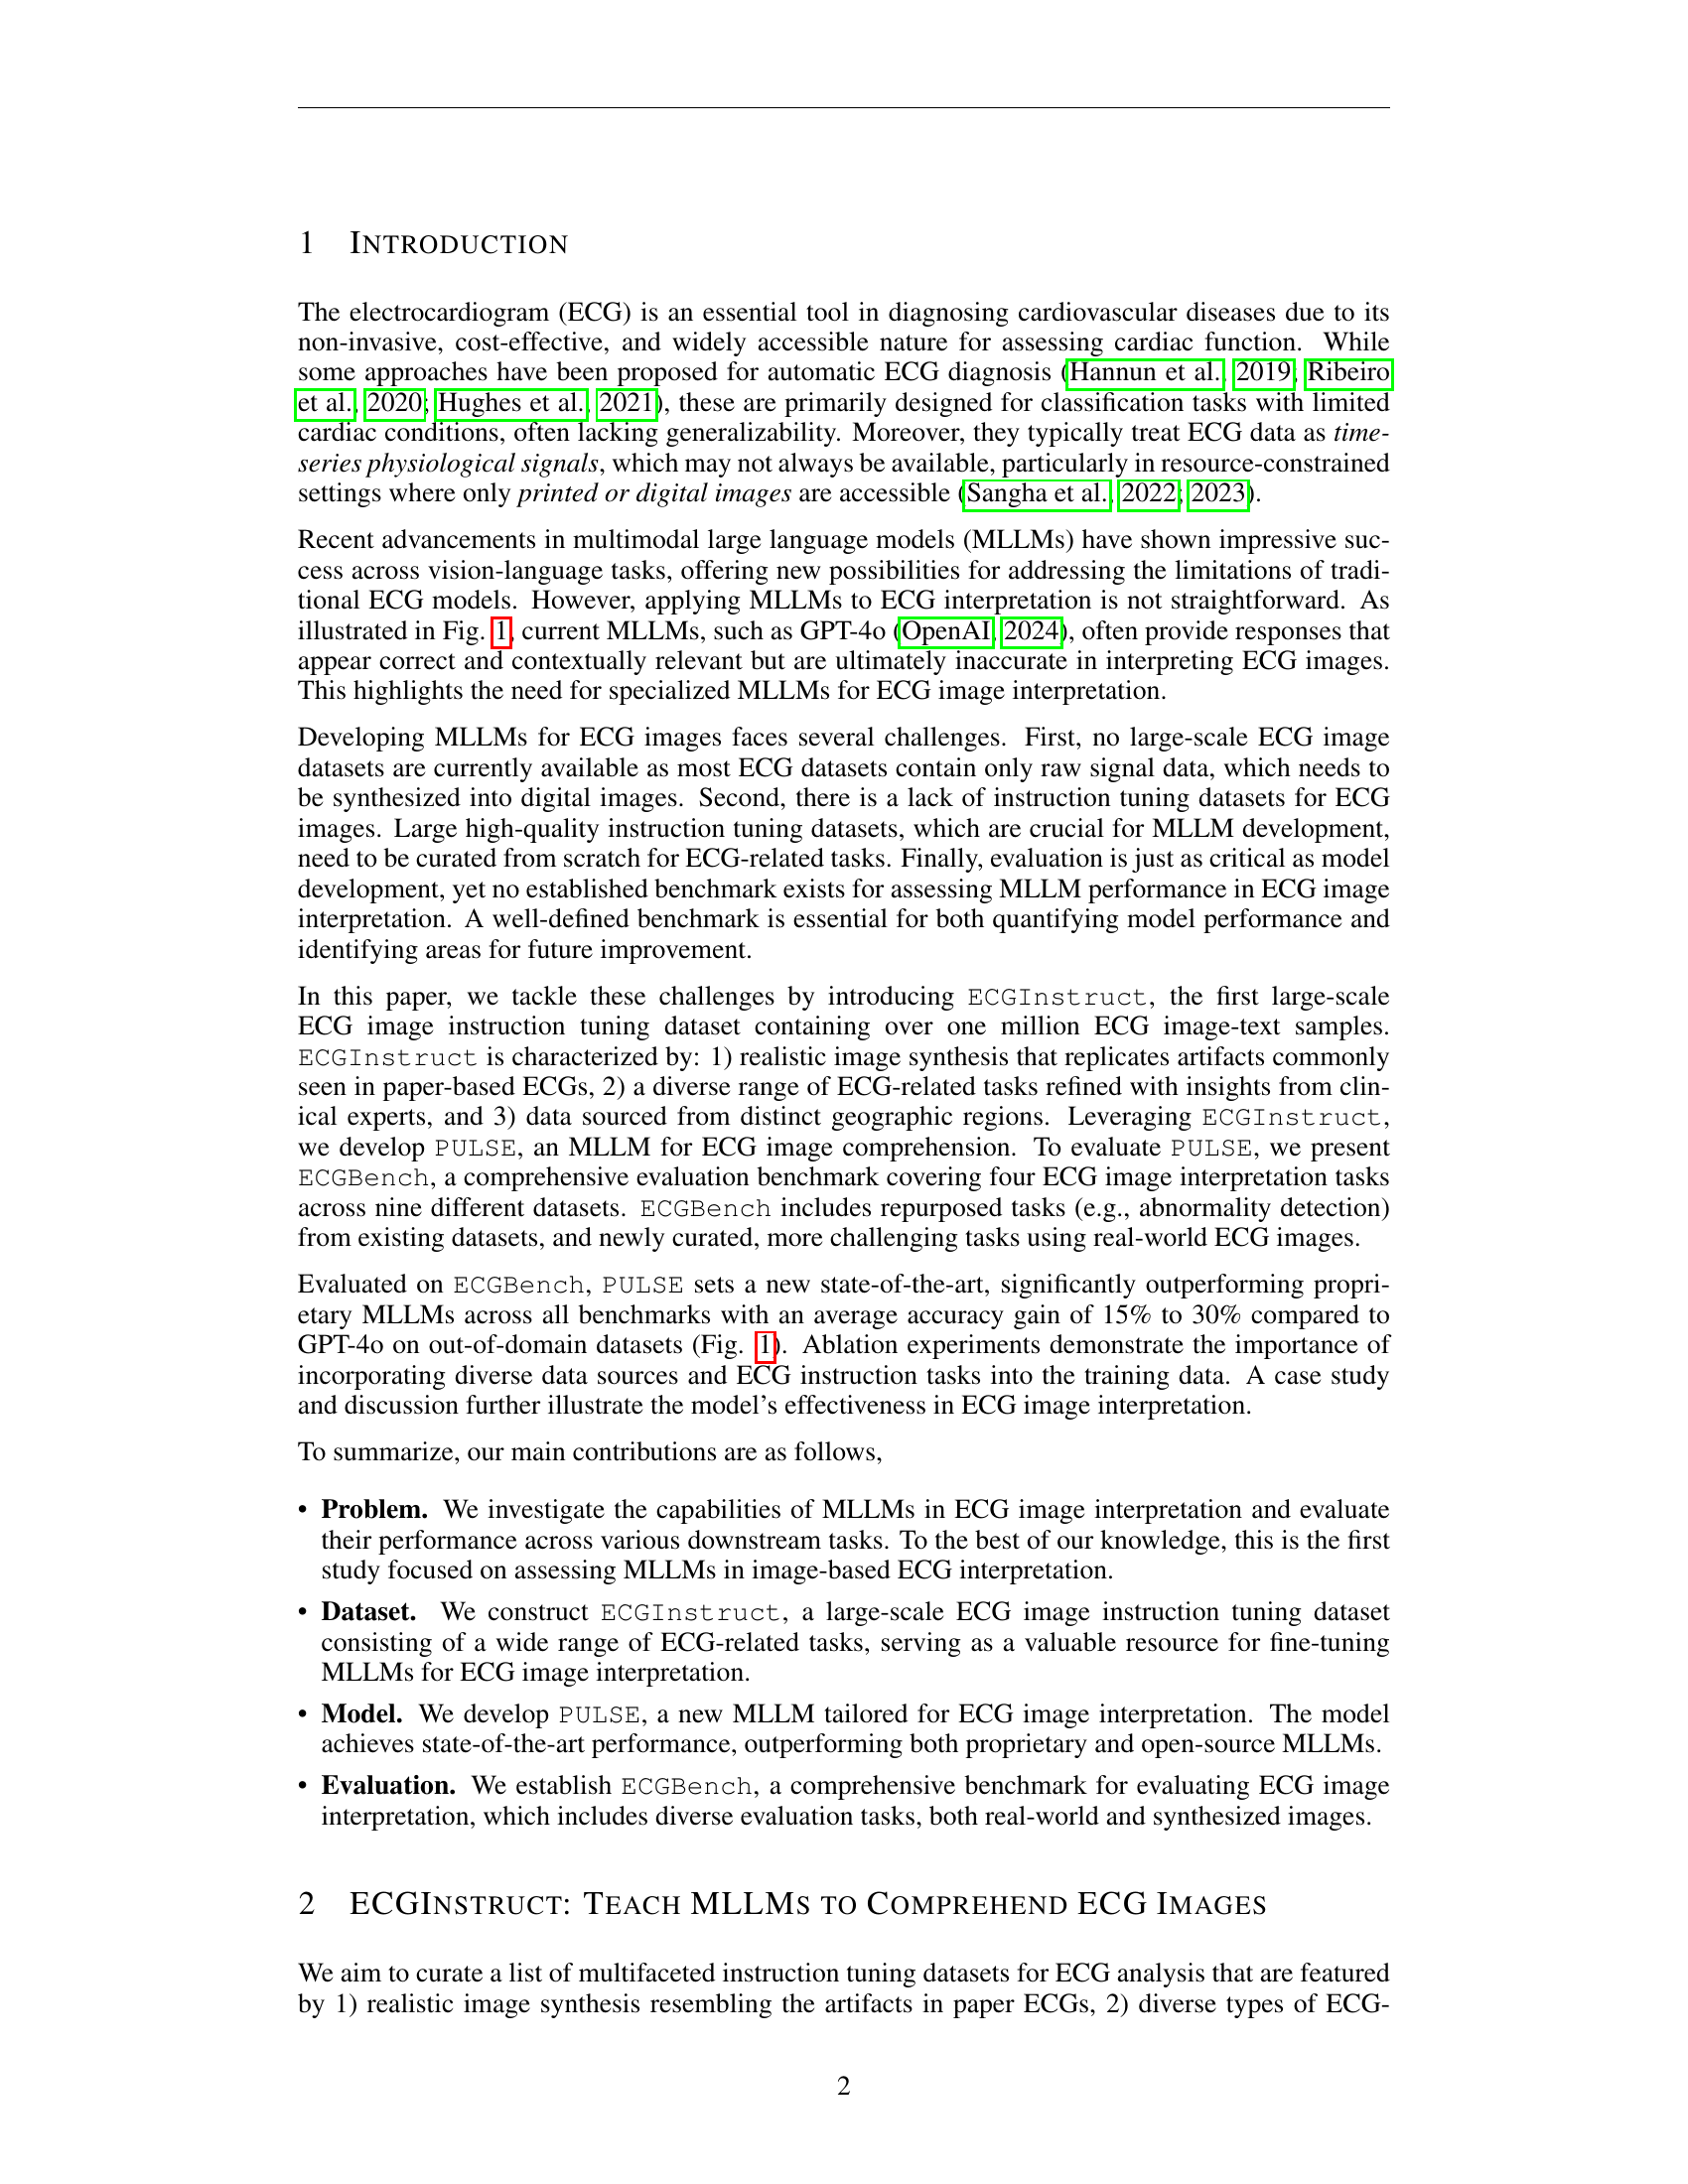 1 INTRODUCTION
The electrocardiogram (ECG) is an essential tool in diagnosing cardiovascular diseases due to its
non-invasive, cost-effective, and widely accessible nature for assessing cardiac function. While
some approaches have been proposed for automatic ECG diagnosis (Hannun et al., 2019; Ribeiro
et al., 2020; Hughes et al., 2021), these are primarily designed for classification tasks with limited
cardiac conditions, often lacking generalizability. Moreover, they typically treat ECG data as time-
series physiological signals, which may not always be available, particularly in resource-constrained
settings where only printed or digital images are accessible (Sangha et al., 2022; 2023).
Recent advancements in multimodal large language models (MLLMs) have shown impressive suc-
cess across vision-language tasks, offering new possibilities for addressing the limitations of tradi-
tional ECG models. However, applying MLLMs to ECG interpretation is not straightforward. As
illustrated in Fig. 1, current MLLMs, such as GPT-4o (OpenAI, 2024), often provide responses that
appear correct and contextually relevant but are ultimately inaccurate in interpreting ECG images.
This highlights the need for specialized MLLMs for ECG image interpretation.
Developing MLLMs for ECG images faces several challenges. First, no large-scale ECG image
datasets are currently available as most ECG datasets contain only raw signal data, which needs to
be synthesized into digital images. Second, there is a lack of instruction tuning datasets for ECG
images. Large high-quality instruction tuning datasets, which are crucial for MLLM development,
need to be curated from scratch for ECG-related tasks. Finally, evaluation is just as critical as model
development, yet no established benchmark exists for assessing MLLM performance in ECG image
interpretation. A well-defined benchmark is essential for both quantifying model performance and
identifying areas for future improvement.
In this paper, we tackle these challenges by introducing ECGInstruct, the first large-scale
ECG image instruction tuning dataset containing over one million ECG image-text samples.
ECGInstruct is characterized by: 1) realistic image synthesis that replicates artifacts commonly
seen in paper-based ECGs, 2) a diverse range of ECG-related tasks refined with insights from clin-
ical experts, and 3) data sourced from distinct geographic regions. Leveraging ECGInstruct,
we develop PULSE, an MLLM for ECG image comprehension. To evaluate PULSE, we present
ECGBench, a comprehensive evaluation benchmark covering four ECG image interpretation tasks
across nine different datasets. ECGBench includes repurposed tasks (e.g., abnormality detection)
from existing datasets, and newly curated, more challenging tasks using real-world ECG images.
Evaluated on ECGBench, PULSE sets a new state-of-the-art, significantly outperforming propri-
etary MLLMs across all benchmarks with an average accuracy gain of 15% to 30% compared to
GPT-4o on out-of-domain datasets (Fig. 1). Ablation experiments demonstrate the importance of
incorporating diverse data sources and ECG instruction tasks into the training data. A case study
and discussion further illustrate the model's effectiveness in ECG image interpretation.
To summarize, our main contributions are as follows,
• Problem. We investigate the capabilities of MLLMs in ECG image interpretation and evaluate
their performance across various downstream tasks. To the best of our knowledge, this is the first
study focused on assessing MLLMs in image-based ECG interpretation.
• Dataset. We construct ECGInstruct, a large-scale ECG image instruction tuning dataset
consisting of a wide range of ECG-related tasks, serving as a valuable resource for fine-tuning
MLLMs for ECG image interpretation.
• Model. We develop PULSE, a new MLLM tailored for ECG image interpretation. The model
achieves state-of-the-art performance, outperforming both proprietary and open-source MLLMs.
• Evaluation. We establish ECGBench, a comprehensive benchmark for evaluating ECG image
interpretation, which includes diverse evaluation tasks, both real-world and synthesized images.
2 ECGINSTRUCT: TEACH MLLMS TO COMPREHEND ECG IMAGES
We aim to curate a list of multifaceted instruction tuning datasets for ECG analysis that are featured
by 1) realistic image synthesis resembling the artifacts in paper ECGs, 2) diverse types of ECG-
2